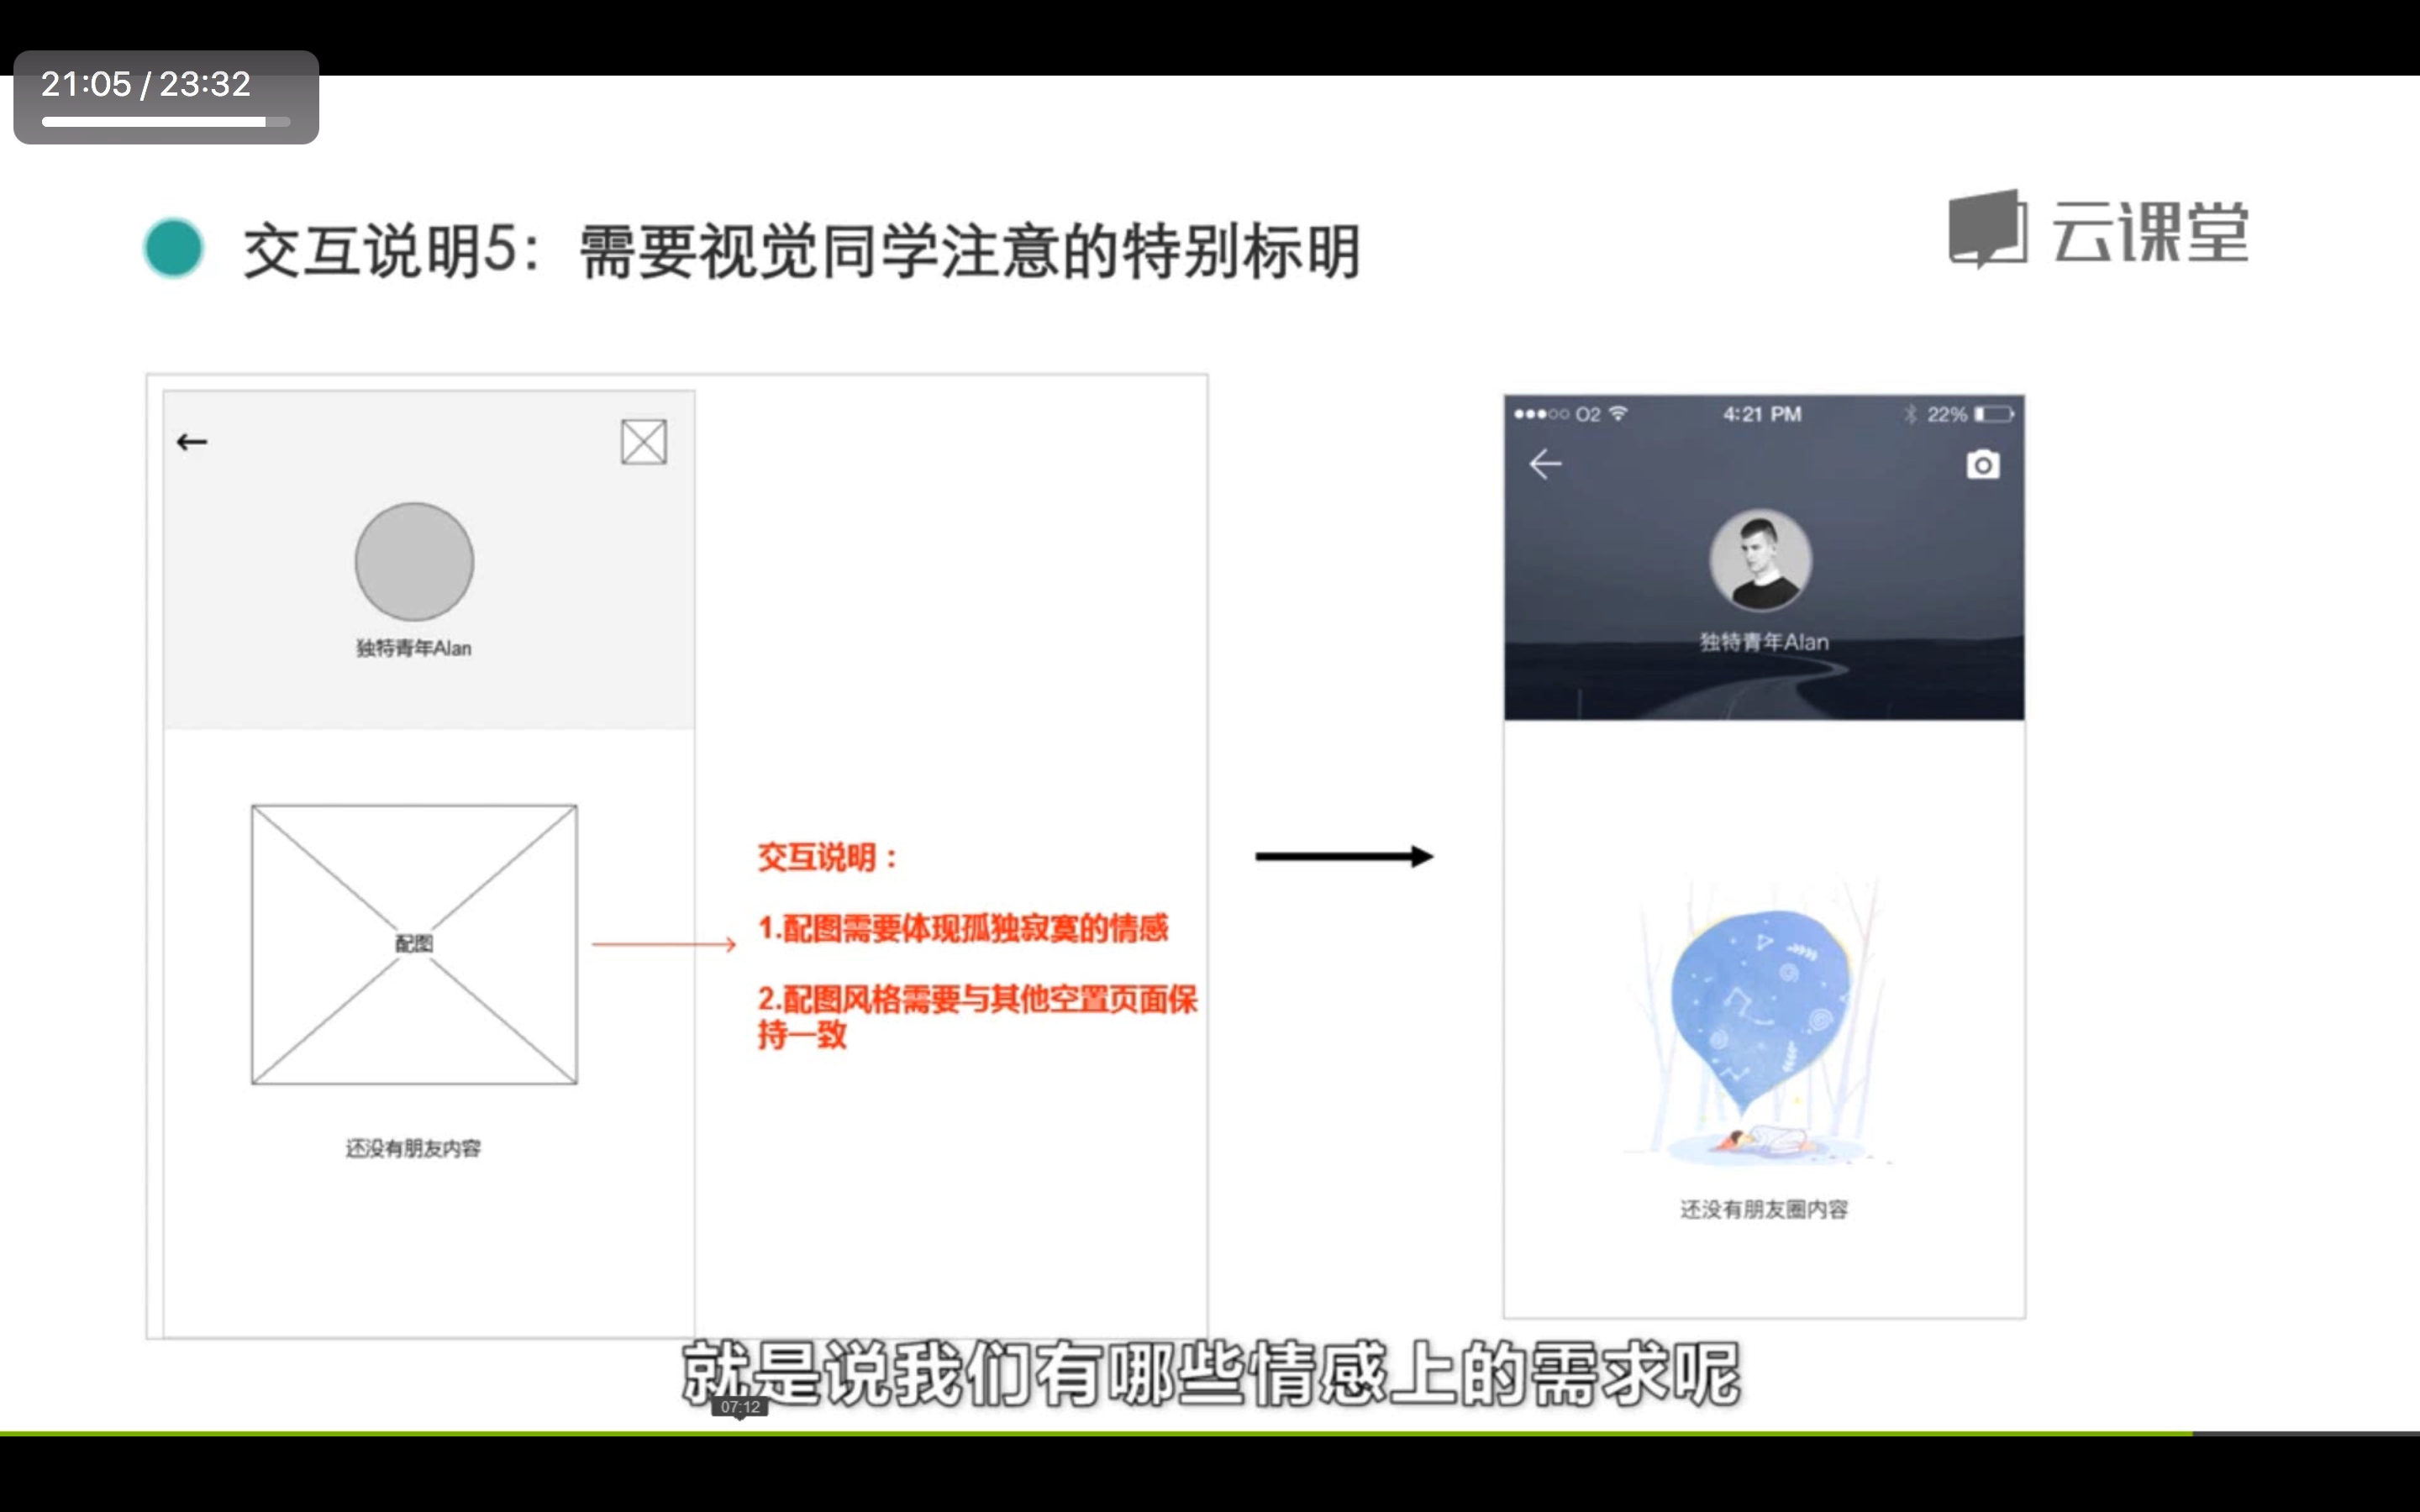 21:05 / 23:32
交互说明5：需要视觉同学注意的特别标明
云课堂
独特青年Alan
配图
还没有朋友内容
交互说明：
1.配图需要体现孤独寂寞的情感
2.配图风格需要与其他空置页面保
持一致
O2 4:21 PM 22%
独特青年Alan
还没有朋友圈内容
就是说我们有哪些情感上的需求呢
07:12